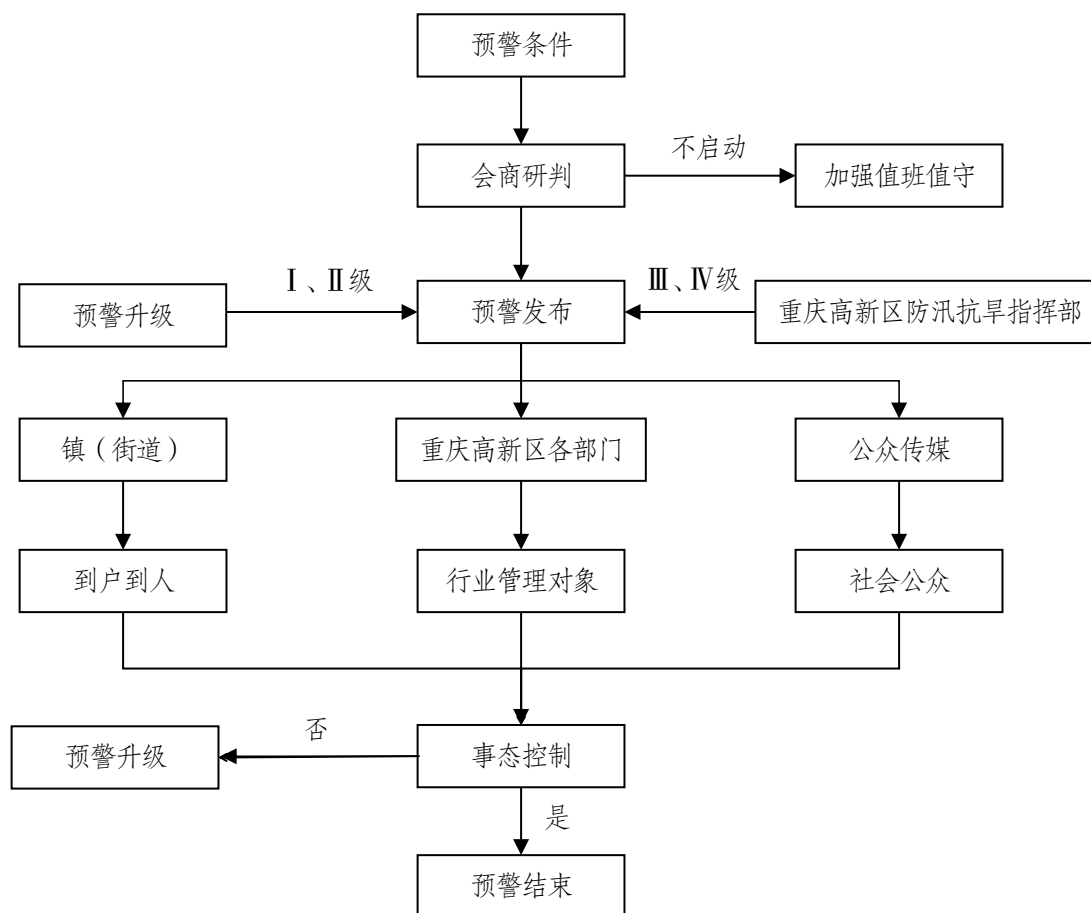 预警条件
会商研判
不启动
加强值班值守
预警升级
Ⅰ、Ⅱ级
预警发布
Ⅲ、Ⅳ级
重庆高新区防汛抗旱指挥部
镇（街道）
重庆高新区各部门
公众传媒
到户到人
行业管理对象
社会公众
预警升级
否
事态控制
是
预警结束